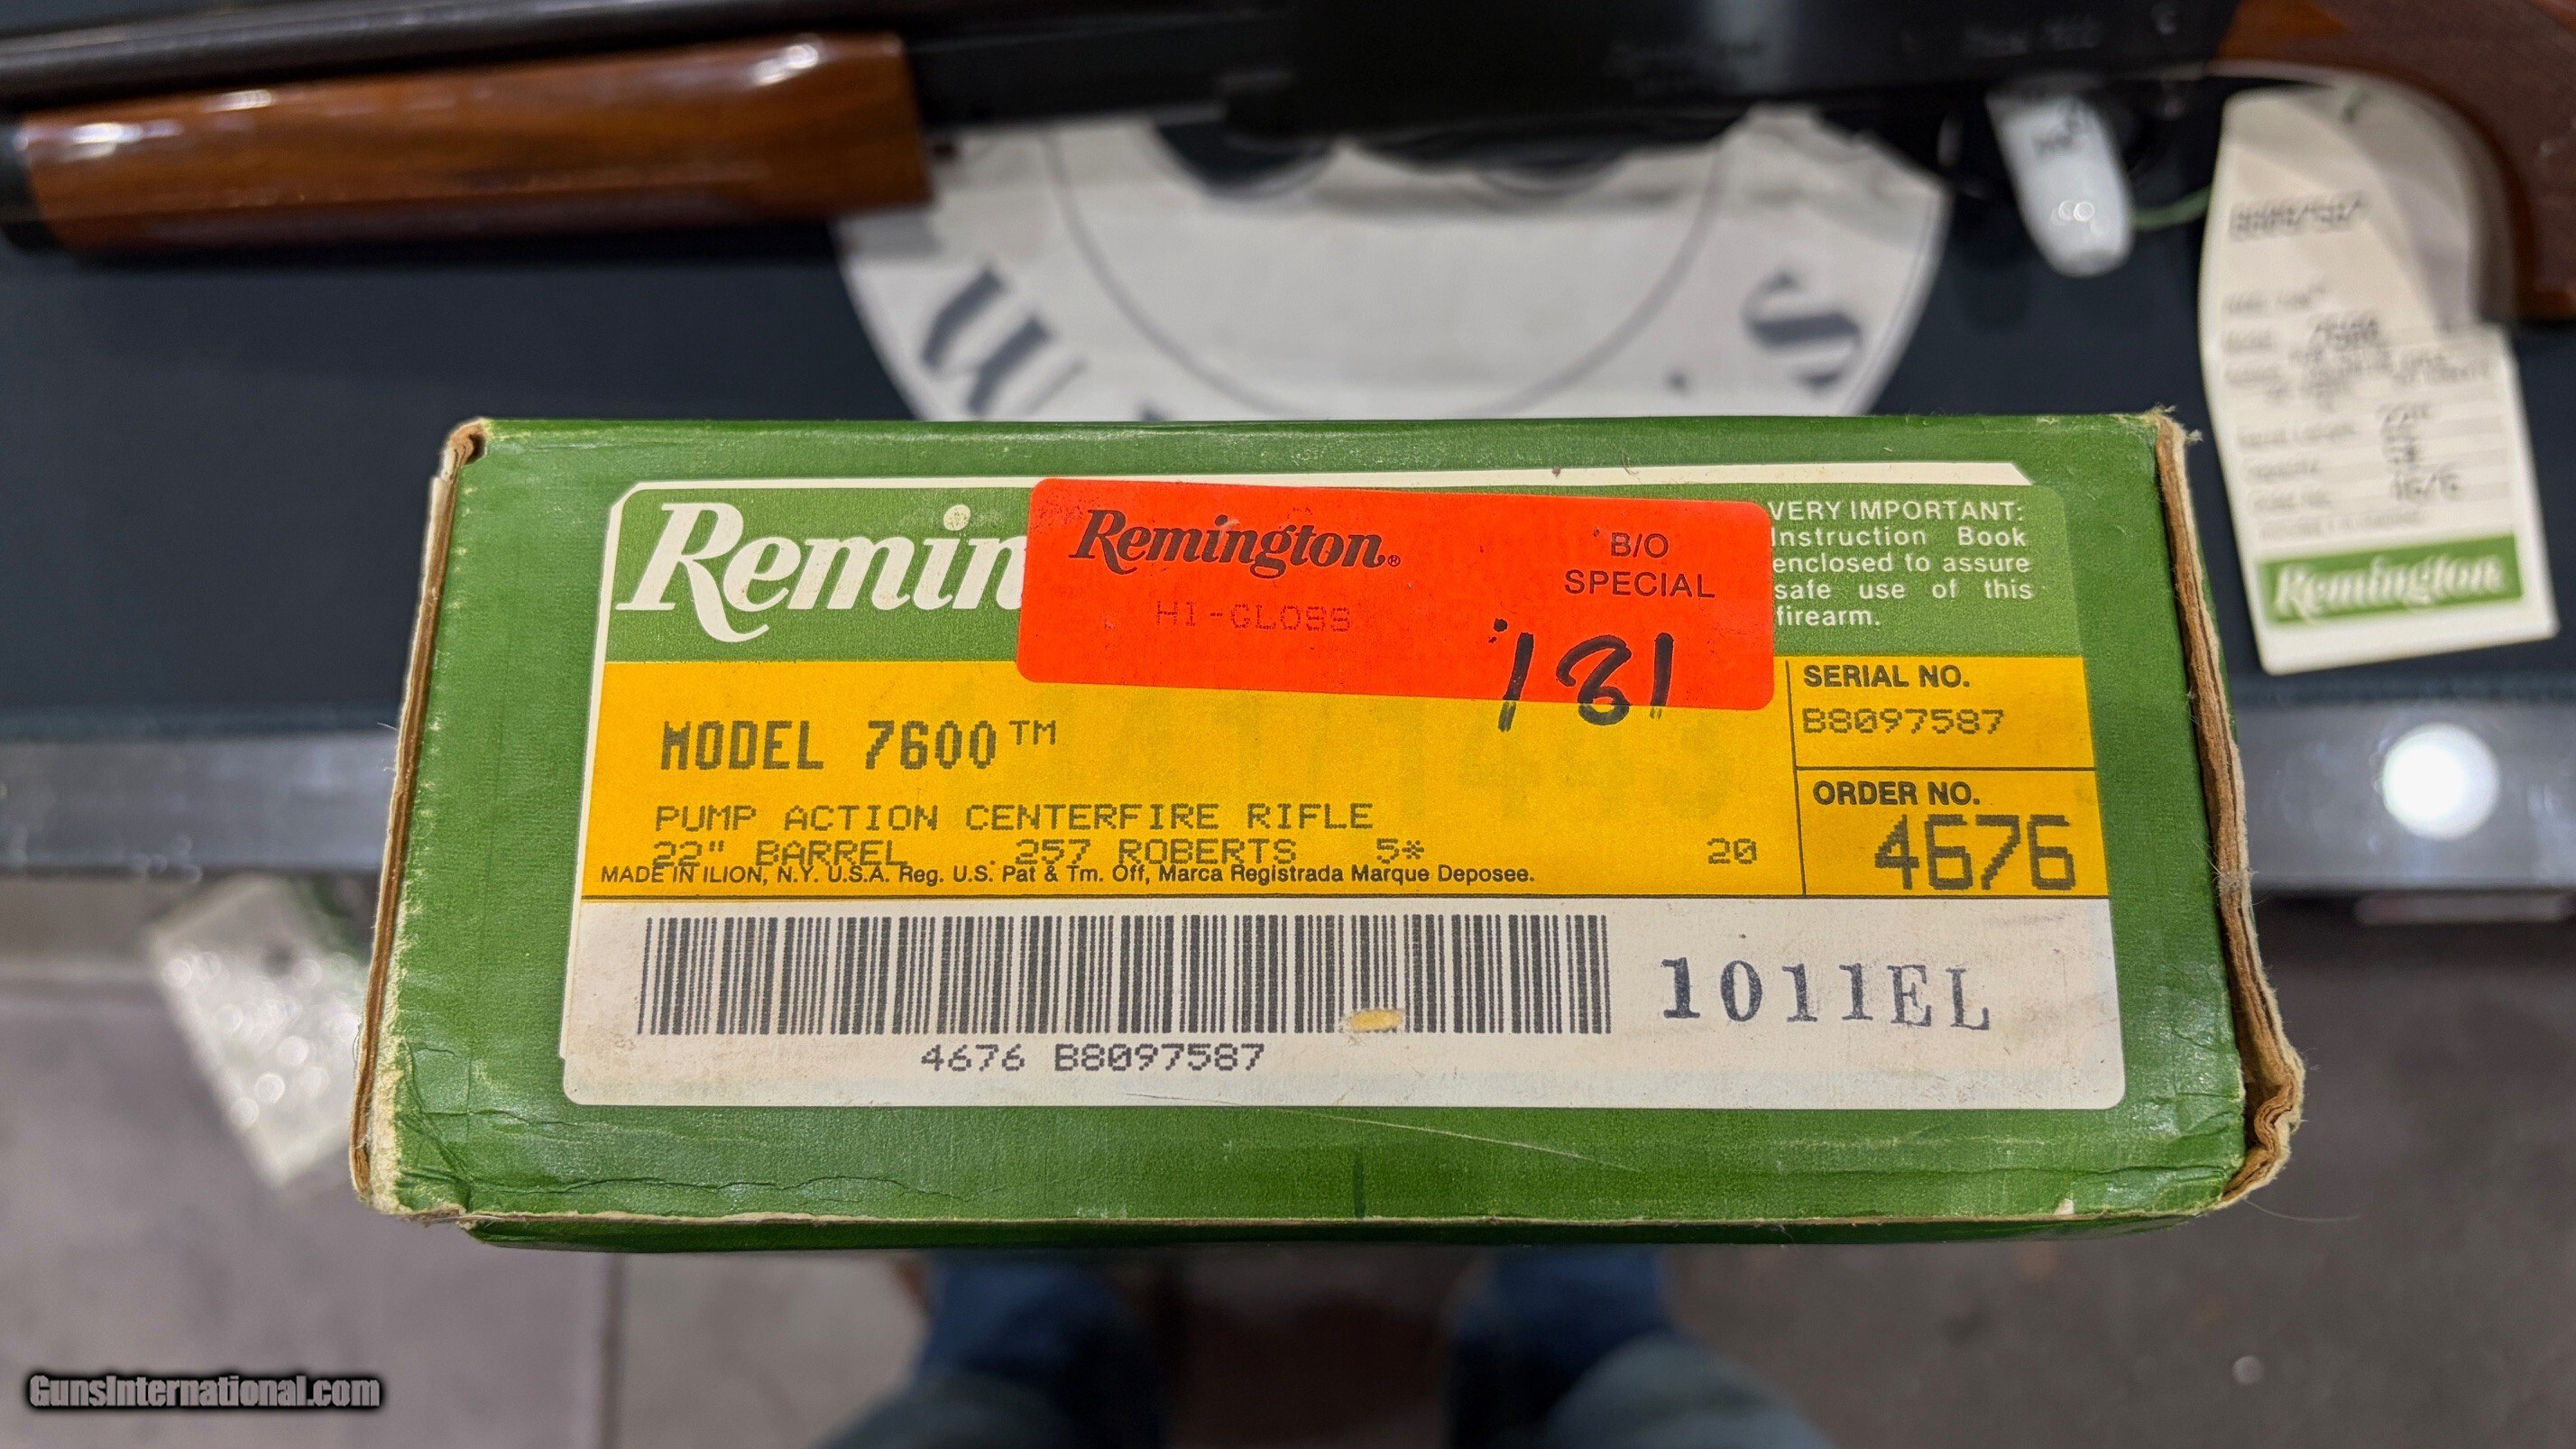 Remin
Remington®
B/O
SPECIAL
HI-GLOSS
181
VERY IMPORTANT:
Instruction Book
enclosed to assure
safe use of this
firearm.
MODEL 7600™
SERIAL NO.
B8097587
PUMP ACTION CENTERFIRE RIFLE
22" BARREL .257 ROBERTS 5* 20
MADE IN ILION, N.Y. U.S.A. Reg. U.S. Pat & Tm. Off, Marca Registrada Marque Deposee.
ORDER NO.
4676
1011EL
4676 B8097587
Remington
GunsInternational.com